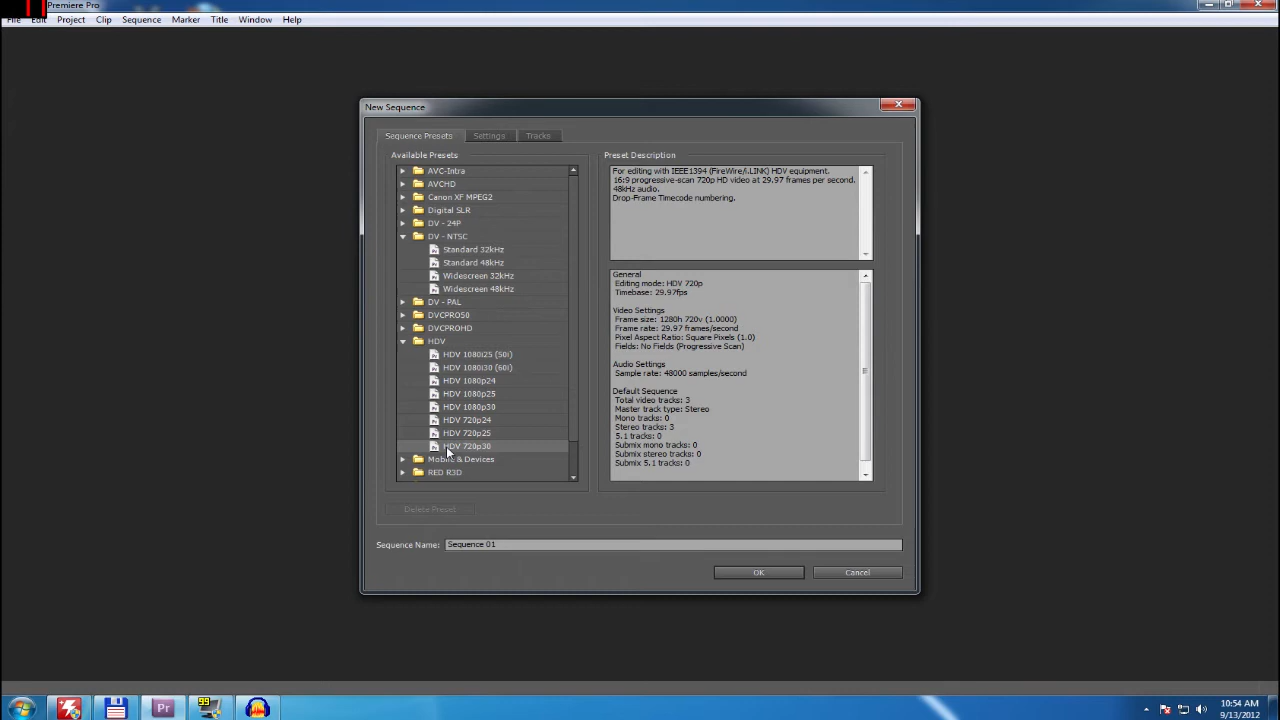 Premiere Pro
File Edit Project Clip Sequence Marker Title Window Help
New Sequence
Sequence Presets Settings Tracks
Available Presets
AVC-Intra
AVCHD
Canon XF MPEG2
Digital SLR
DV - 24P
DV - NTSC
Standard 32kHz
Standard 48kHz
Widescreen 32kHz
Widescreen 48kHz
DV - PAL
DVCPRO50
DVCPROHD
HDV
HDV 1080i25 (50i)
HDV 1080i30 (60i)
HDV 1080p24
HDV 1080p25
HDV 1080p30
HDV 720p24
HDV 720p25
HDV 720p30
Mobile & Devices
RED R3D
Delete Preset
Preset Description
For editing with IEEE1394 (FireWire/i.LINK) HDV equipment.
16:9 progressive-scan 720p HD video at 29.97 frames per second.
48kHz audio.
Drop-Frame Timecode numbering.
General
Editing mode: HDV 720p
Timebase: 29.97fps
Video Settings
Frame size: 1280h 720v (1.0000)
Frame rate: 29.97 frames/second
Pixel Aspect Ratio: Square Pixels (1.0)
Fields: No Fields (Progressive Scan)
Audio Settings
Sample rate: 48000 samples/second
Default Sequence
Total video tracks: 3
Master track type: Stereo
Mono tracks: 0
Stereo tracks: 3
5.1 tracks: 0
Submix mono tracks: 0
Submix stereo tracks: 0
Submix 5.1 tracks: 0
Sequence Name: Sequence 01
OK Cancel
Pr 99
10:54 AM
9/13/2012